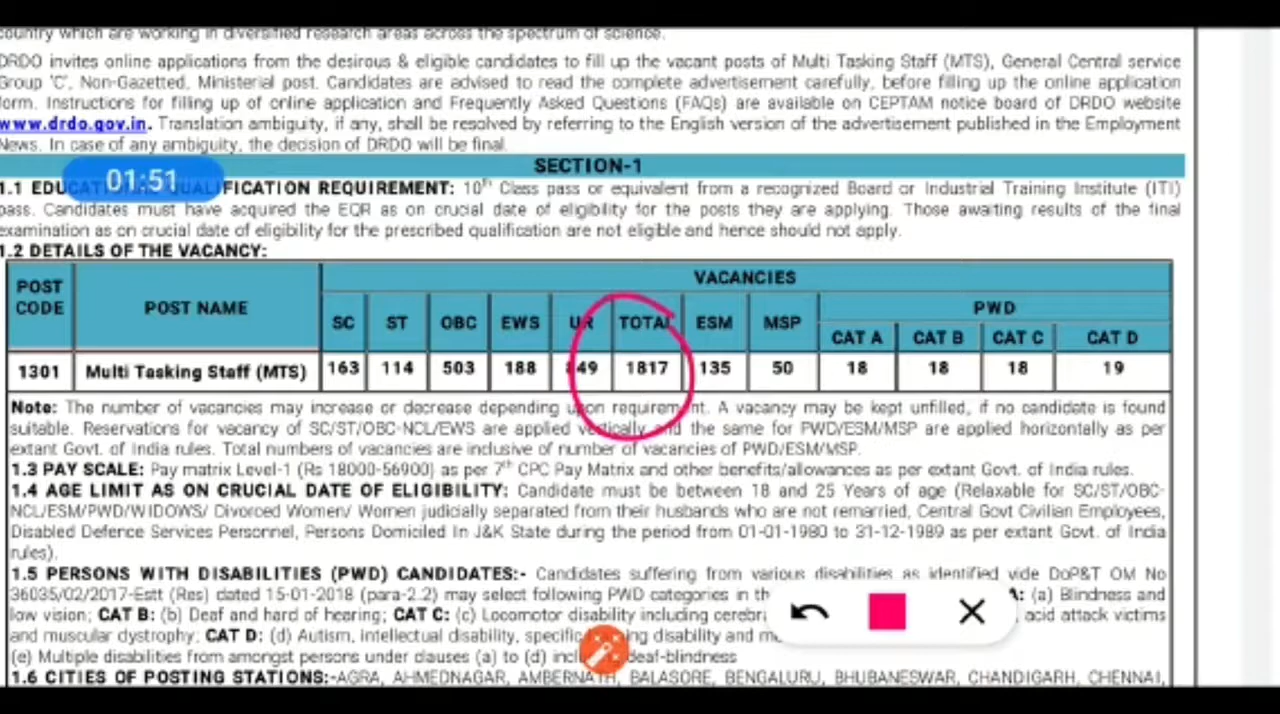 country which are working in diversified research areas across the spectrum of science.
DRDO invites online applications from the desirous & eligible candidates to fill up the vacant posts of Multi Tasking Staff (MTS), General Central service
Group 'C', Non-Gazetted, Ministerial post. Candidates are advised to read the complete advertisement carefully, before filling up the online application
form. Instructions for filling up of online application and Frequently Asked Questions (FAQs) are available on CEPTAM notice board of DRDO website
www.drdo.gov.in. Translation ambiguity, if any, shall be resolved by referring to the English version of the advertisement published in the Employment
News. In case of any ambiguity, the decision of DRDO will be final.
SECTION-1
01:51
1.1 QUALIFICATION REQUIREMENT: 10th Class pass or equivalent from a recognized Board or Industrial Training Institute (ITI)
pass. Candidates must have acquired the EQR as on crucial date of eligibility for the posts they are applying. Those awaiting results of the final
examination as on crucial date of eligibility for the prescribed qualification are not eligible and hence should not apply.
1.2 DETAILS OF THE VACANCY:
POST CODE POST NAME VACANCIES
SC ST OBC EWS UR TOTAL ESM MSP PWD
CAT A CAT B CAT C CAT D
1301 Multi Tasking Staff (MTS) 163 114 503 188 849 1817 135 50 18 18 18 19
Note: The number of vacancies may increase or decrease depending upon requirement. A vacancy may be kept unfilled, if no candidate is found
suitable. Reservations for vacancy of SC/ST/OBC-NCL/EWS are applied vertically and the same for PWD/ESM/MSP are applied horizontally as per
extant Govt. of India rules. Total numbers of vacancies are inclusive of number of vacancies of PWD/ESM/MSP.
1.3 PAY SCALE: Pay matrix Level-1 (Rs 18000-56900) as per 7th CPC Pay Matrix and other benefits/allowances as per extant Govt. of India rules.
1.4 AGE LIMIT AS ON CRUCIAL DATE OF ELIGIBILITY: Candidate must be between 18 and 25 Years of age (Relaxable for SC/ST/OBC-
NCL/ESM/PWD/WIDOWS/ Divorced Women/ Women judicially separated from their husbands who are not remarried, Central Govt Civilian Employees,
Disabled Defence Services Personnel, Persons Domiciled In J&K State during the period from 01-01-1980 to 31-12-1989 as per extant Govt. of India
rules).
1.5 PERSONS WITH DISABILITIES (PWD) CANDIDATES:- Candidates suffering from various disabilities as identified vide DoP&T OM No
36035/02/2017-Estt (Res) dated 15-01-2018 (para-2.2) may select following PWD categories in A: (a) Blindness and
low vision; CAT B: (b) Deaf and hard of hearing; CAT C: (c) Locomotor disability including acid attack victims
and muscular dystrophy; CAT D: (d) Autism, intellectual disability, specific learning disability and
(e) Multiple disabilities from amongst persons under clauses (a) to (d) including deaf-blindness
1.6 CITIES OF POSTING STATIONS:-AGRA, AHMEDNAGAR, AMBERNATH, BALASORE, BENGALURU, BHUBANESWAR, CHANDIGARH, CHENNAI,